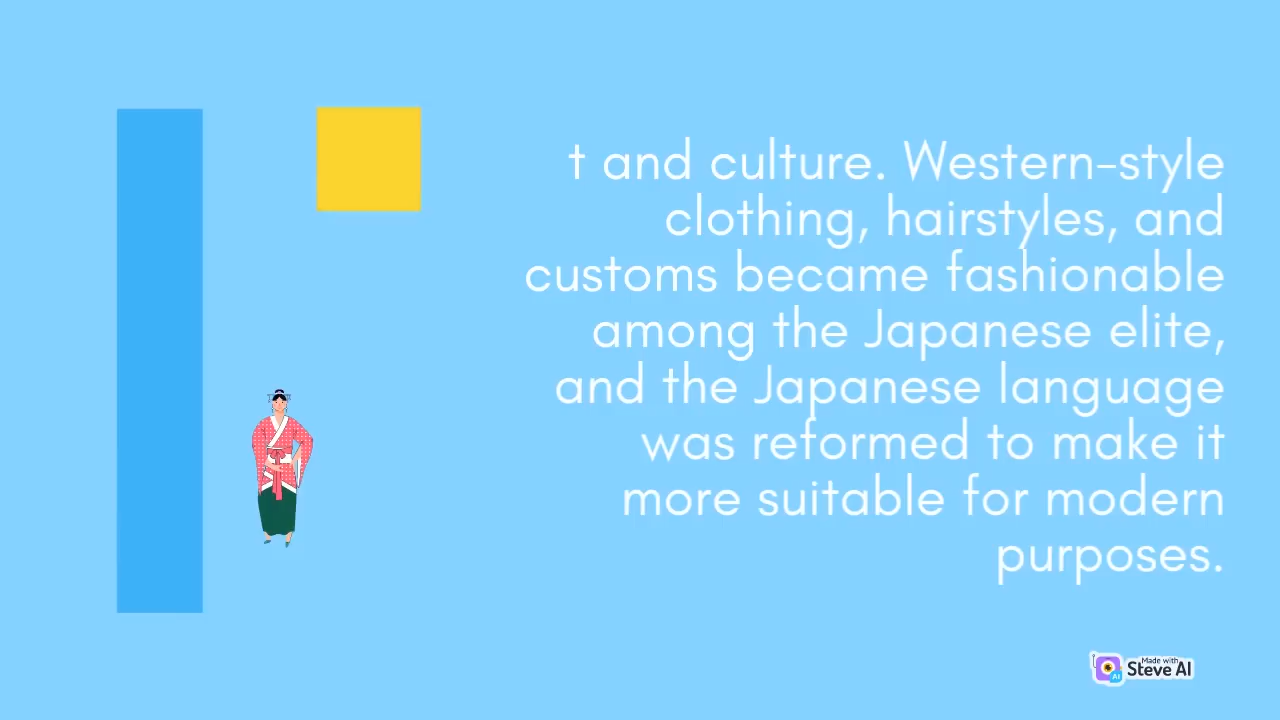 t and culture. Western-style
clothing, hairstyles, and
customs became fashionable
among the Japanese elite,
and the Japanese language
was reformed to make it
more suitable for modern
purposes.
Made with
Steve AI
AI